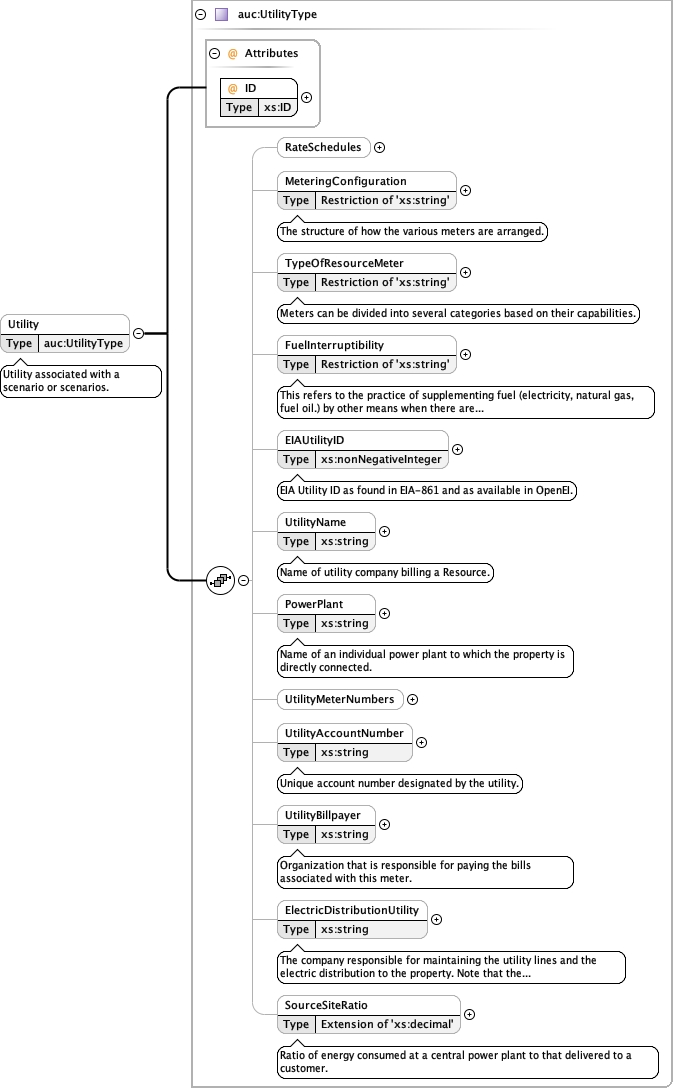 auc:UtilityType
@ Attributes
@ ID
Type xs:ID
RateSchedules
MeteringConfiguration
Type Restriction of 'xs:string'
The structure of how the various meters are arranged.
TypeOfResourceMeter
Type Restriction of 'xs:string'
Meters can be divided into several categories based on their capabilities.
Utility
Type auc:UtilityType
Utility associated with a
scenario or scenarios.
FuelInterruptibility
Type Restriction of 'xs:string'
This refers to the practice of supplementing fuel (electricity, natural gas,
fuel oil.) by other means when there are...
EIAUtilityID
Type xs:nonNegativeInteger
EIA Utility ID as found in EIA-861 and as available in OpenEI.
UtilityName
Type xs:string
Name of utility company billing a Resource.
PowerPlant
Type xs:string
Name of an individual power plant to which the property is
directly connected.
UtilityMeterNumbers
UtilityAccountNumber
Type xs:string
Unique account number designated by the utility.
UtilityBillpayer
Type xs:string
Organization that is responsible for paying the bills
associated with this meter.
ElectricDistributionUtility
Type xs:string
The company responsible for maintaining the utility lines and the
electric distribution to the property. Note that the...
SourceSiteRatio
Type Extension of 'xs:decimal'
Ratio of energy consumed at a central power plant to that delivered to a
customer.